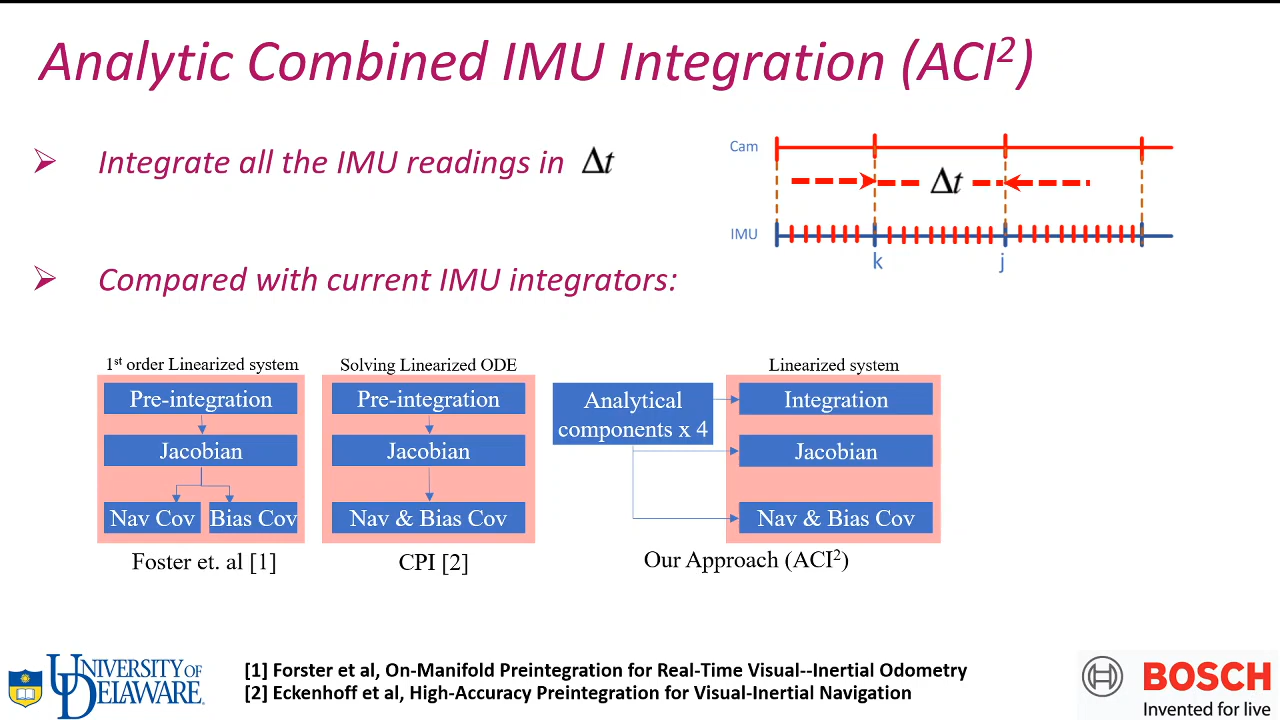 Analytic Combined IMU Integration (ACI²)
➢ Integrate all the IMU readings in Δt
Cam
Δt
IMU
k j
➢ Compared with current IMU integrators:
1st order Linearized system
Pre-integration
Jacobian
Nav Cov Bias Cov
Foster et. al [1]
Solving Linearized ODE
Pre-integration
Jacobian
Nav & Bias Cov
CPI [2]
Analytical
components x 4
Linearized system
Integration
Jacobian
Nav & Bias Cov
Our Approach (ACI²)
UNIVERSITY OF
DELAWARE
[1] Forster et al, On-Manifold Preintegration for Real-Time Visual--Inertial Odometry
[2] Eckenhoff et al, High-Accuracy Preintegration for Visual-Inertial Navigation
BOSCH
Invented for live